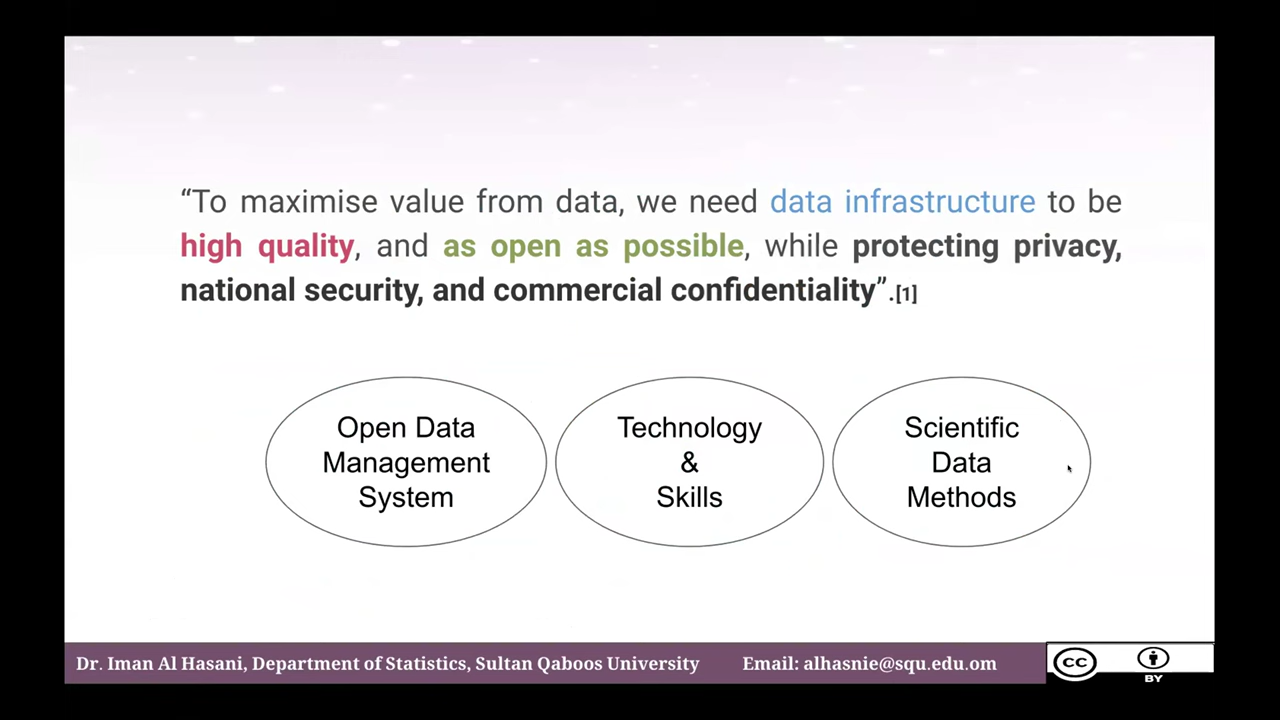 “To maximise value from data, we need data infrastructure to be
high quality, and as open as possible, while protecting privacy,
national security, and commercial confidentiality”.[1]
Open Data
Management
System
Technology
&
Skills
Scientific
Data
Methods
Dr. Iman Al Hasani, Department of Statistics, Sultan Qaboos University Email: alhasnie@squ.edu.om
cc
BY